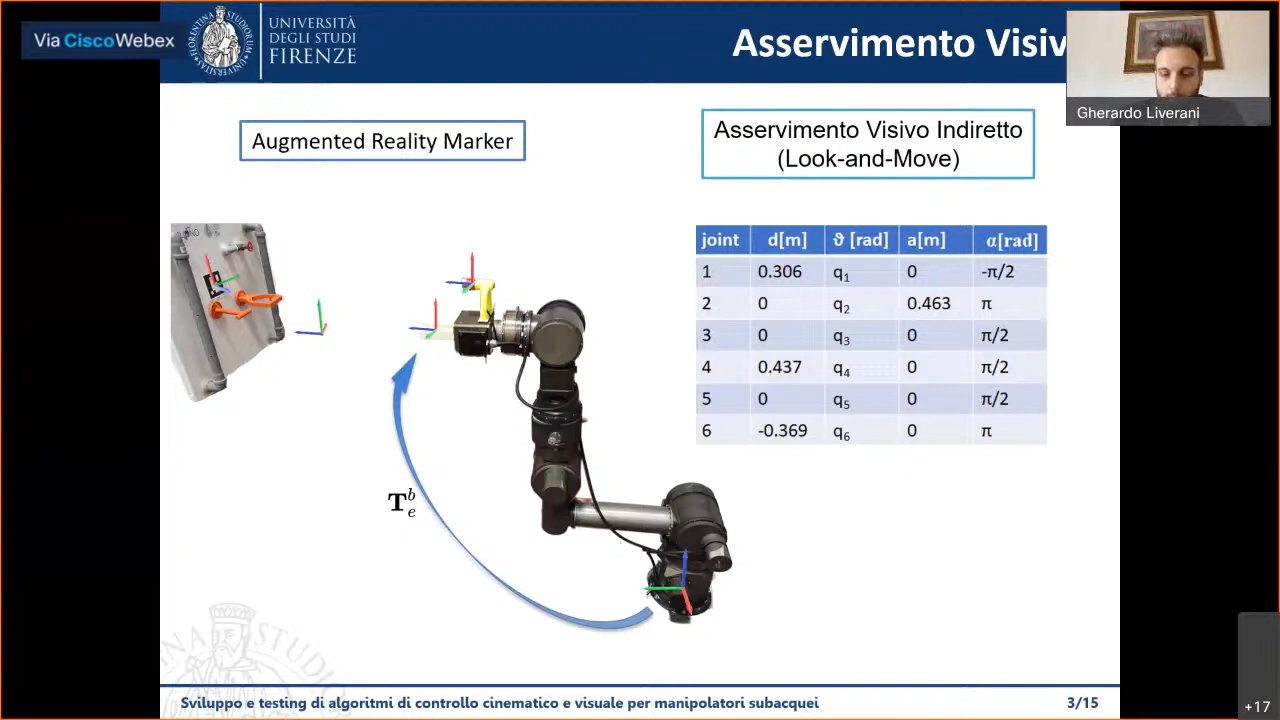 Via CiscoWebex
UNIVERSITÀ
DEGLI STUDI
FIRENZE
Asservimento Visiv
Gherardo Liverani
Augmented Reality Marker
Asservimento Visivo Indiretto
(Look-and-Move)
joint d[m] ϑ [rad] a[m] α[rad]
1 0.306 q₁ 0 -π/2
2 0 q₂ 0.463 π
3 0 q₃ 0 π/2
4 0.437 q₄ 0 π/2
5 0 q₅ 0 π/2
6 -0.369 q₆ 0 π
T_e^b
Sviluppo e testing di algoritmi di controllo cinematico e visuale per manipolatori subacquei
3/15
+17